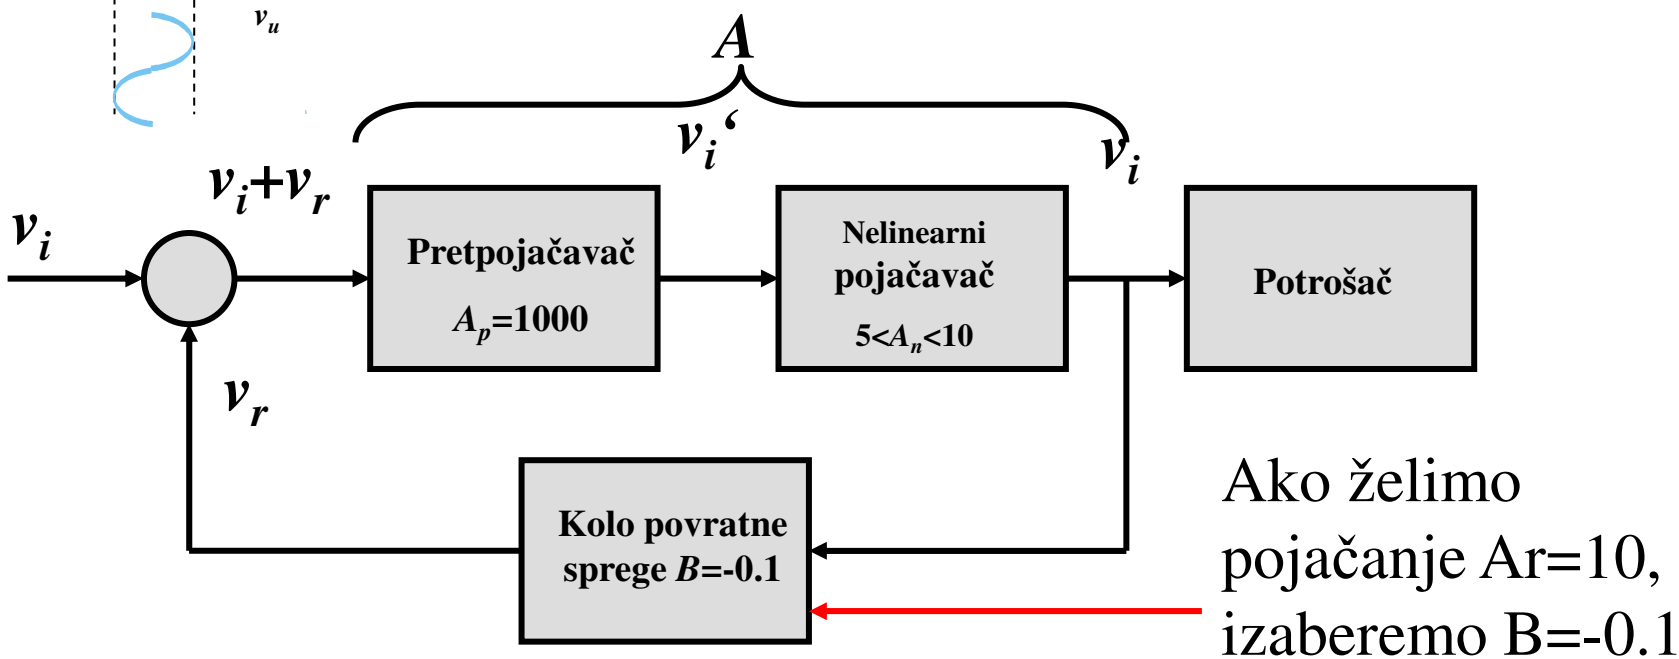 v_u
A
v_i‘
v_i
v_i+v_r
v_i
Pretpojačavač
A_p=1000
Nelinearni
pojačavač
5<A_n<10
Potrošač
v_r
Kolo povratne
sprege B=-0.1
Ako želimo
pojačanje Ar=10,
izaberemo B=-0.1